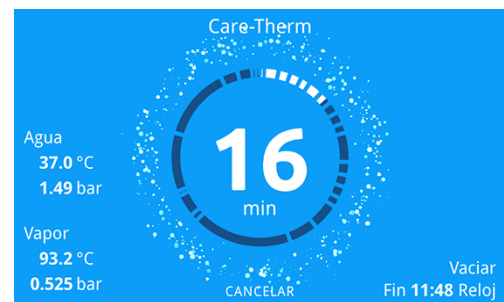 Care-Therm
16
min
Agua
37.0 °C
1.49 bar
Vapor
93.2 °C
0.525 bar
CANCELAR
Vaciar
Fin 11:48 Reloj